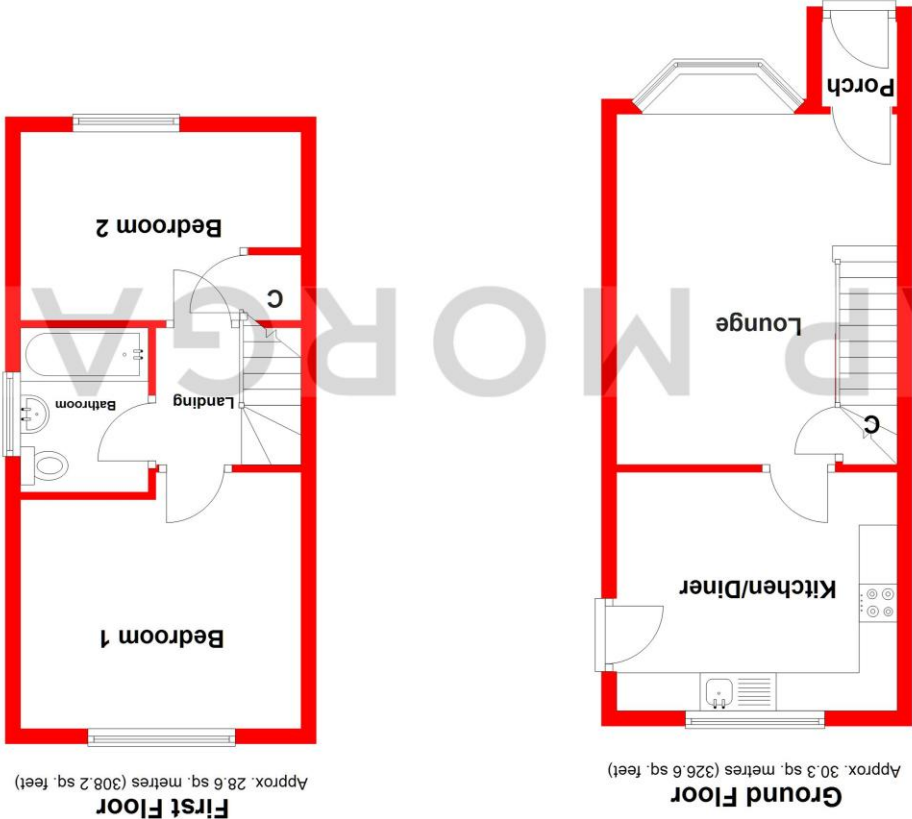 Ground Floor
Approx. 30.3 sq. metres (326.6 sq. feet)
Kitchen/Diner
C
Lounge
Porch
First Floor
Approx. 28.6 sq. metres (308.2 sq. feet)
Bedroom 1
Landing
Bathroom
C
Bedroom 2
P MORGA